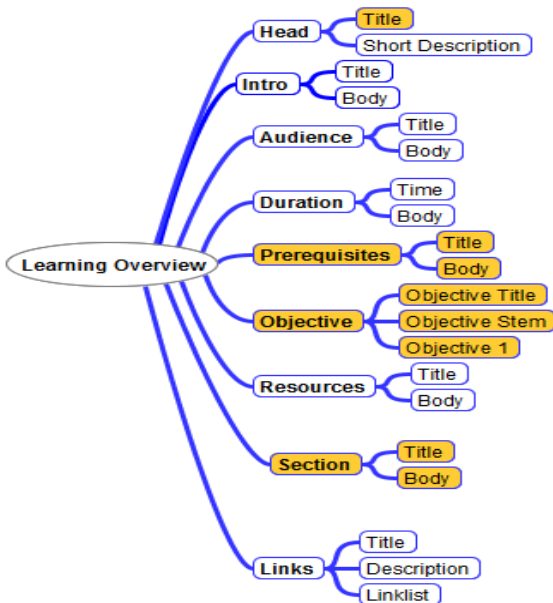 Learning Overview
Head
Title
Short Description
Intro
Title
Body
Audience
Title
Body
Duration
Time
Body
Prerequisites
Title
Body
Objective
Objective Title
Objective Stem
Objective 1
Resources
Title
Body
Section
Title
Body
Links
Title
Description
Linklist